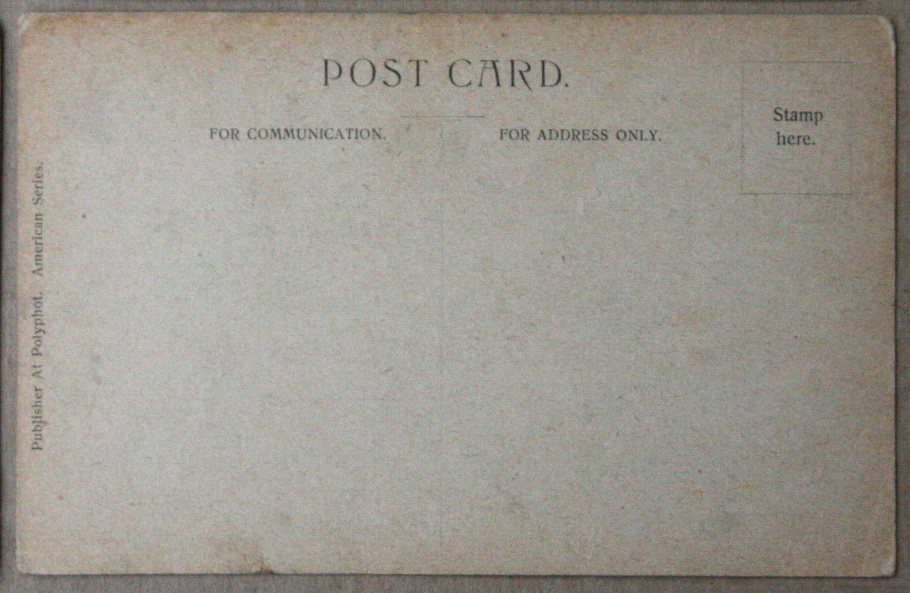 POST CARD.
FOR COMMUNICATION.
FOR ADDRESS ONLY.
Stamp
here.
Publisher At Polyphot. American Series.